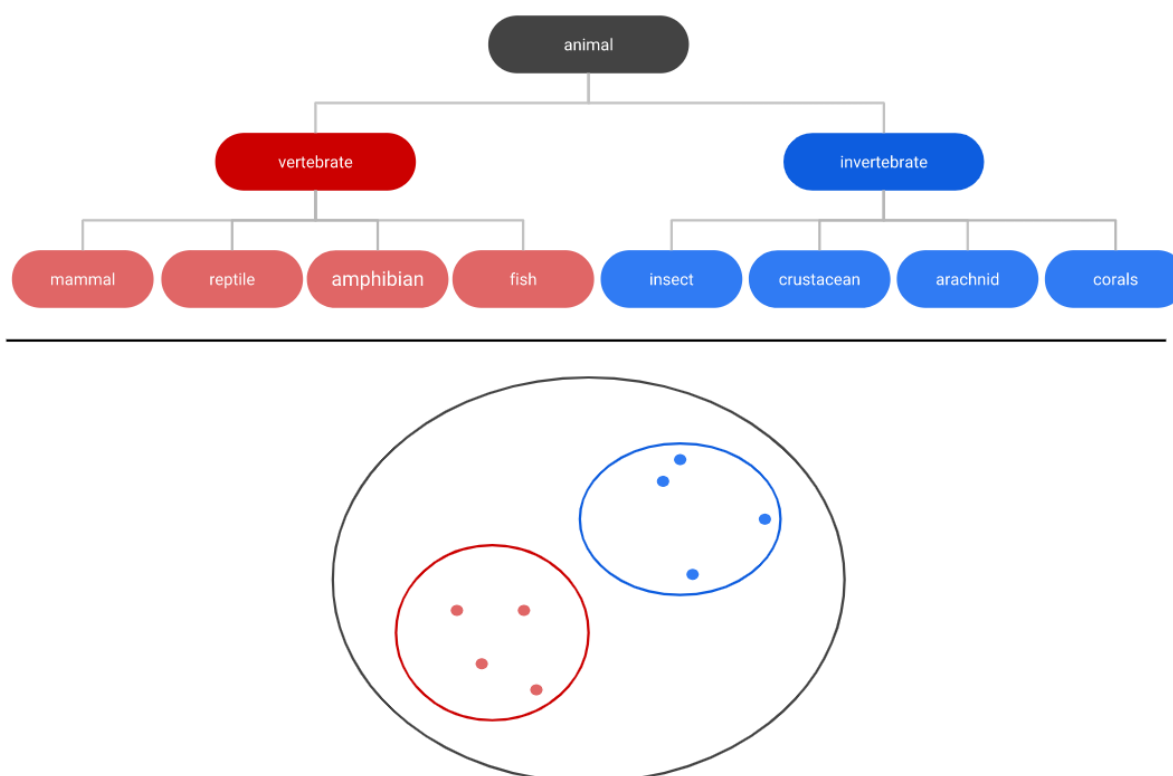 animal
vertebrate invertebrate
mammal reptile amphibian fish insect crustacean arachnid corals